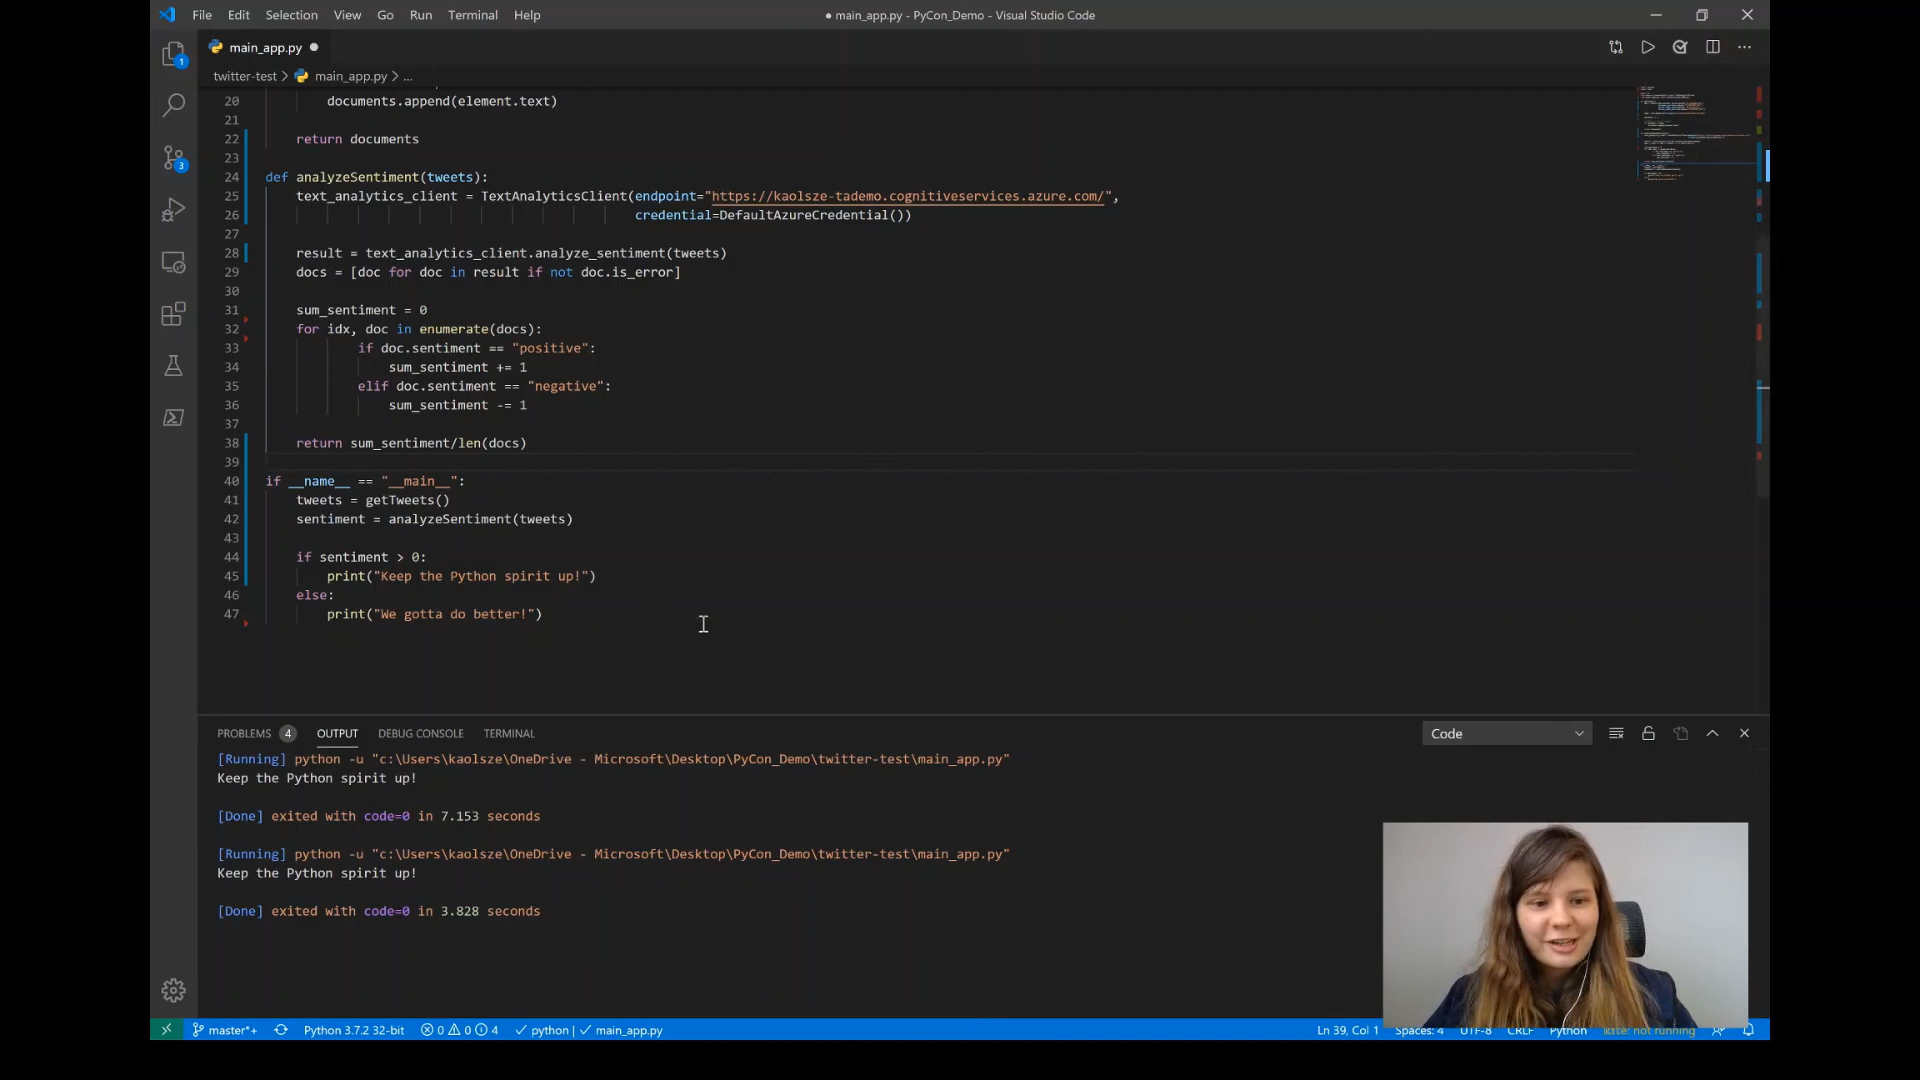 File Edit Selection View Go Run Terminal Help
● main_app.py - PyCon_Demo - Visual Studio Code
1
3
main_app.py
twitter-test > main_app.py > ...
20 documents.append(element.text)
21
22 return documents
23
24 def analyzeSentiment(tweets):
25 text_analytics_client = TextAnalyticsClient(endpoint="https://kaolsze-tademo.cognitiveservices.azure.com/",
26 credential=DefaultAzureCredential())
27
28 result = text_analytics_client.analyze_sentiment(tweets)
29 docs = [doc for doc in result if not doc.is_error]
30
31 sum_sentiment = 0
32 for idx, doc in enumerate(docs):
33 if doc.sentiment == "positive":
34 sum_sentiment += 1
35 elif doc.sentiment == "negative":
36 sum_sentiment -= 1
37
38 return sum_sentiment/len(docs)
39
40 if __name__ == "__main__":
41 tweets = getTweets()
42 sentiment = analyzeSentiment(tweets)
43
44 if sentiment > 0:
45 print("Keep the Python spirit up!")
46 else:
47 print("We gotta do better!")
PROBLEMS 4 OUTPUT DEBUG CONSOLE TERMINAL Code
[Running] python -u "c:\Users\kaolsze\OneDrive - Microsoft\Desktop\PyCon_Demo\twitter-test\main_app.py"
Keep the Python spirit up!
[Done] exited with code=0 in 7.153 seconds
[Running] python -u "c:\Users\kaolsze\OneDrive - Microsoft\Desktop\PyCon_Demo\twitter-test\main_app.py"
Keep the Python spirit up!
[Done] exited with code=0 in 3.828 seconds
master*+ Python 3.7.2 32-bit 0 0 4 python | main_app.py Ln 39, Col 1 Spaces: 4 UTF-8 CRLF Python kite: not running